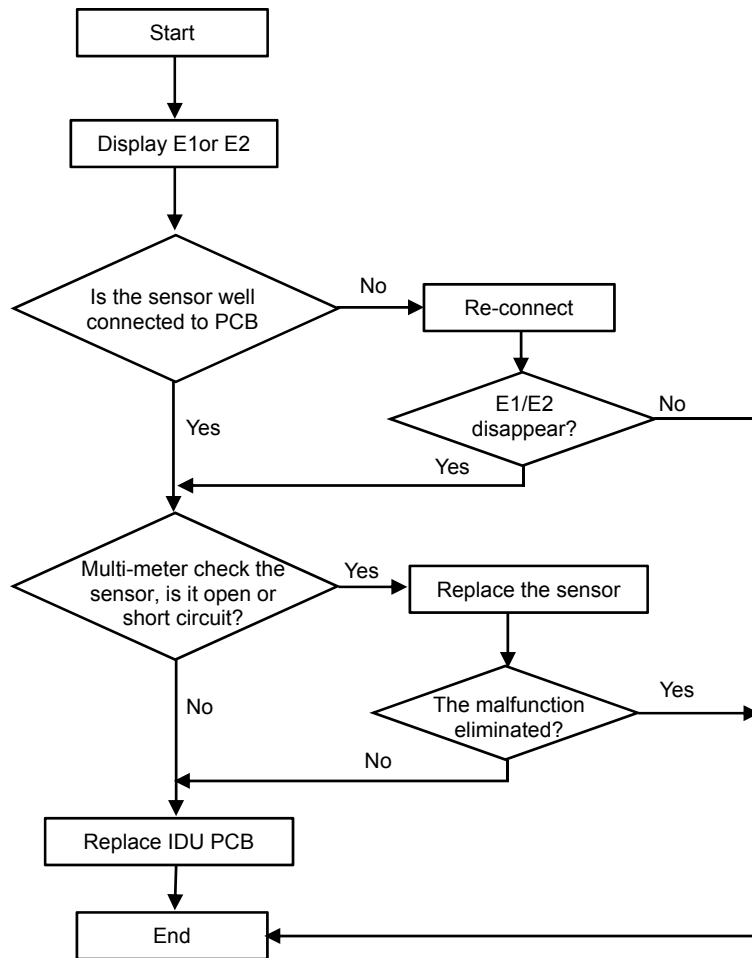 Start
Display E1or E2
Is the sensor well
connected to PCB
No
Re-connect
E1/E2
disappear?
No
Yes
Yes
Multi-meter check the
sensor, is it open or
short circuit?
Yes
Replace the sensor
The malfunction
eliminated?
Yes
No
No
Replace IDU PCB
End